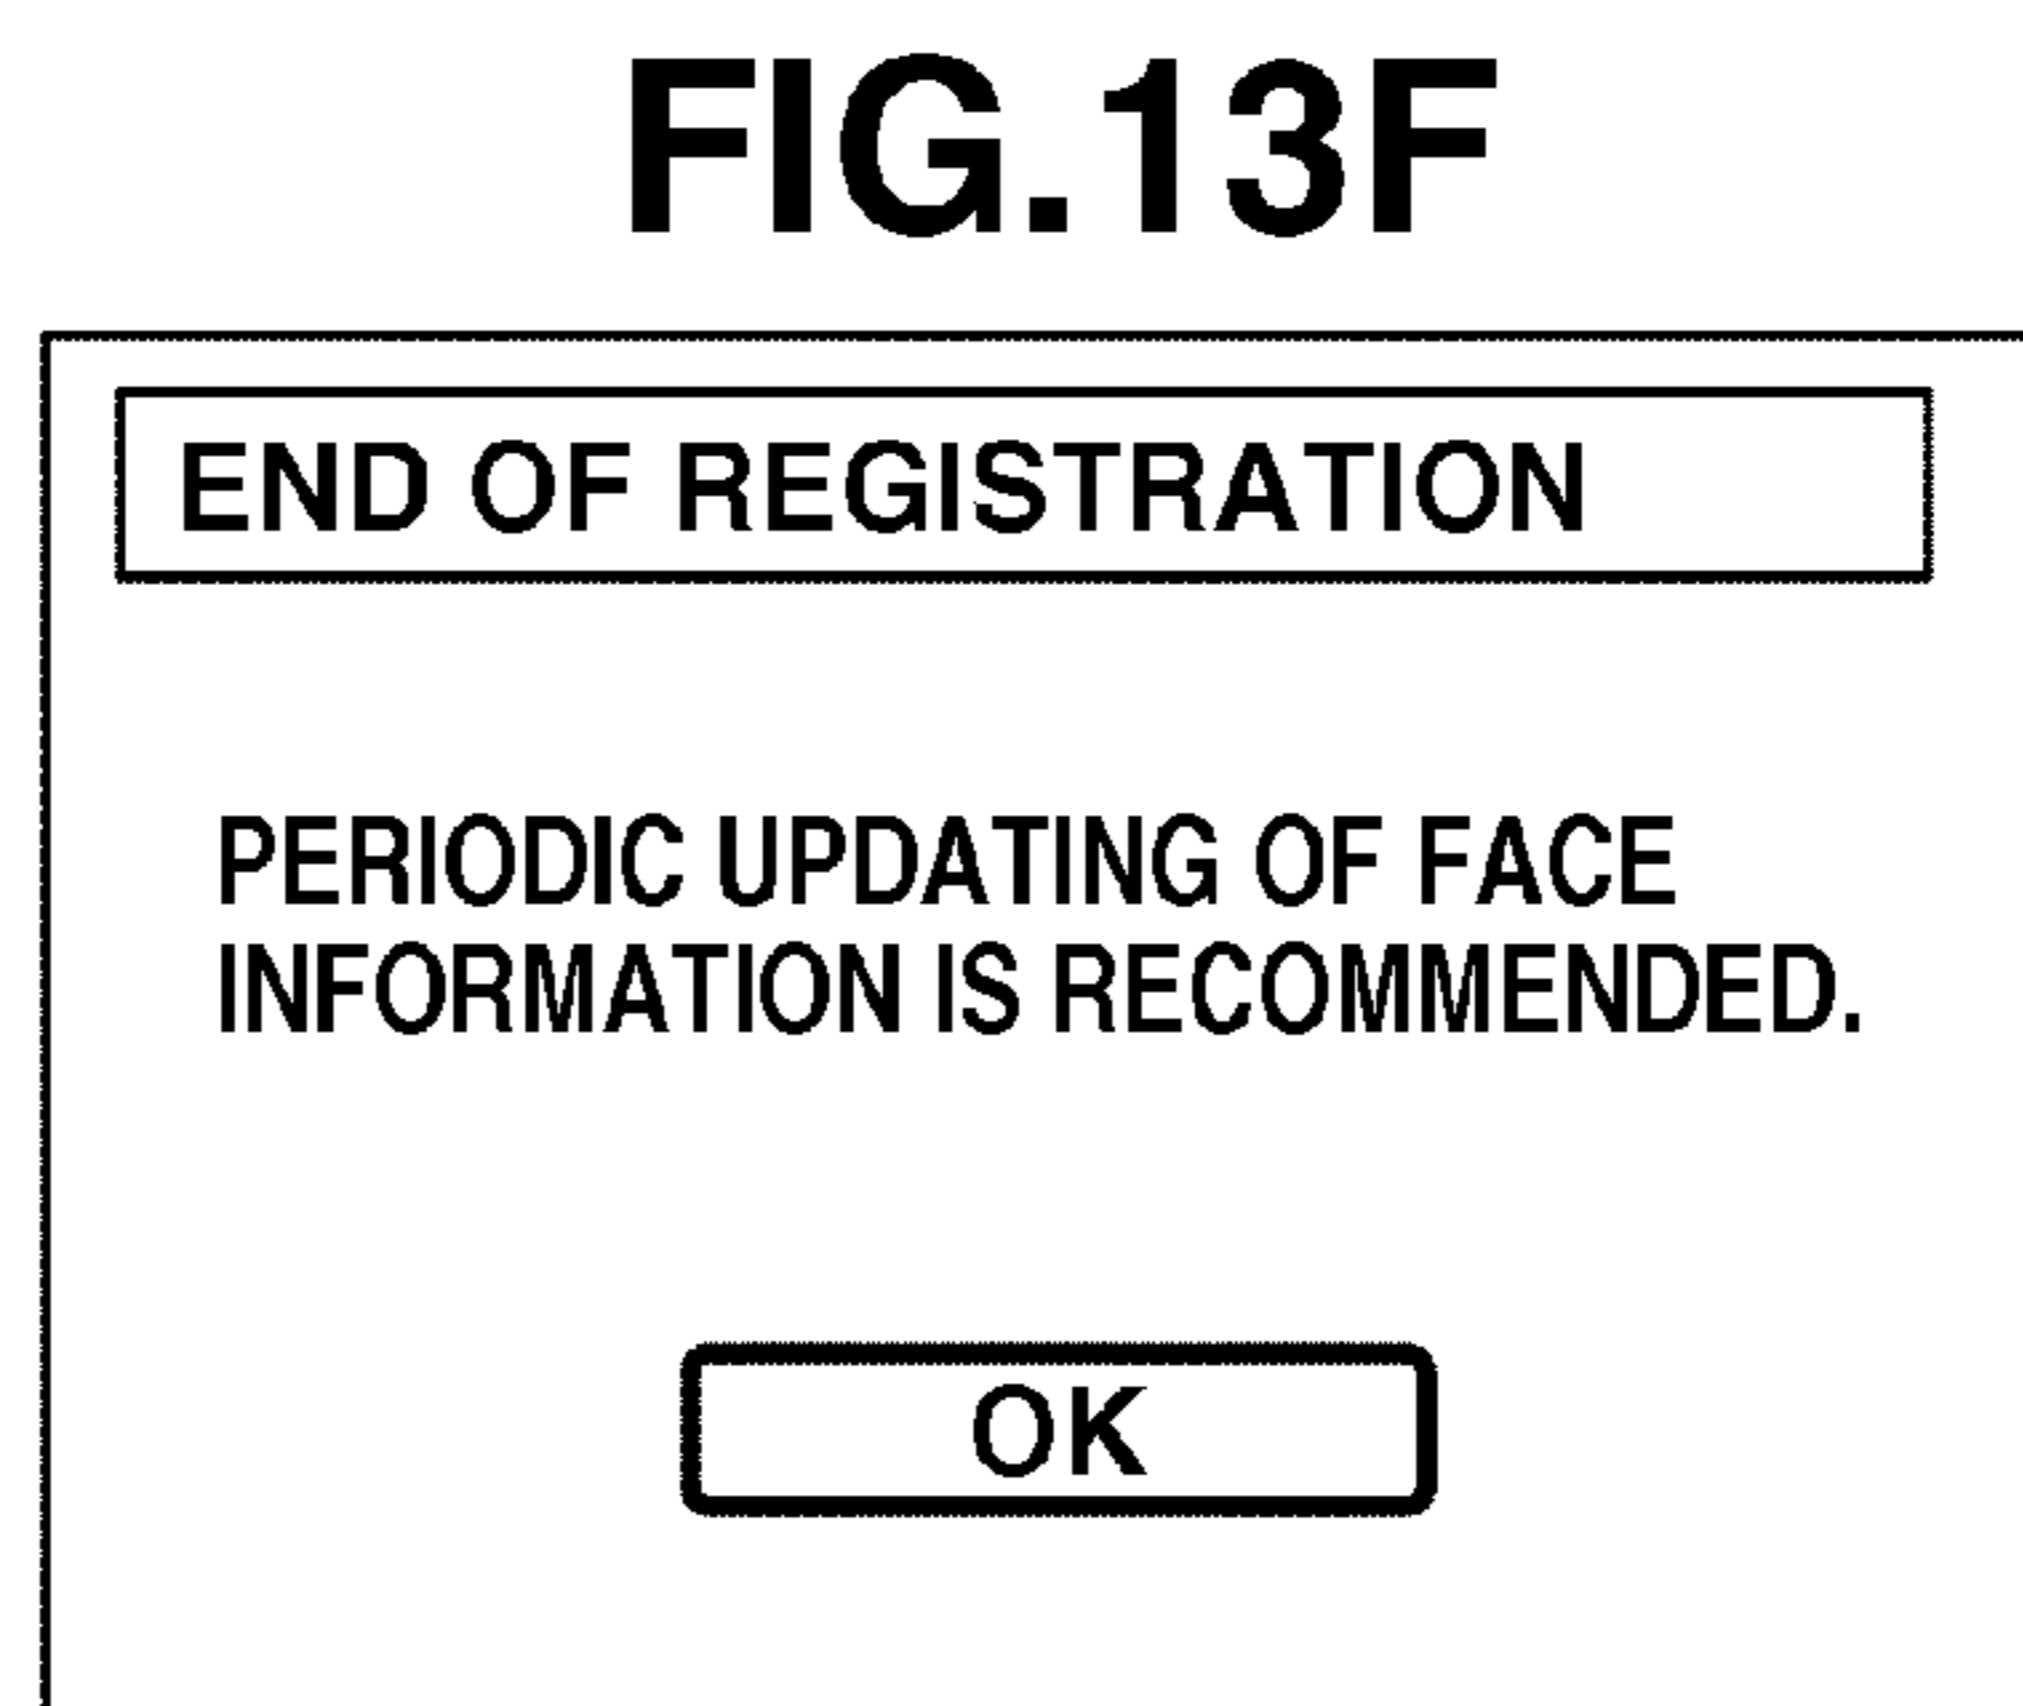 FIG.13F
END OF REGISTRATION
PERIODIC UPDATING OF FACE
INFORMATION IS RECOMMENDED.
OK